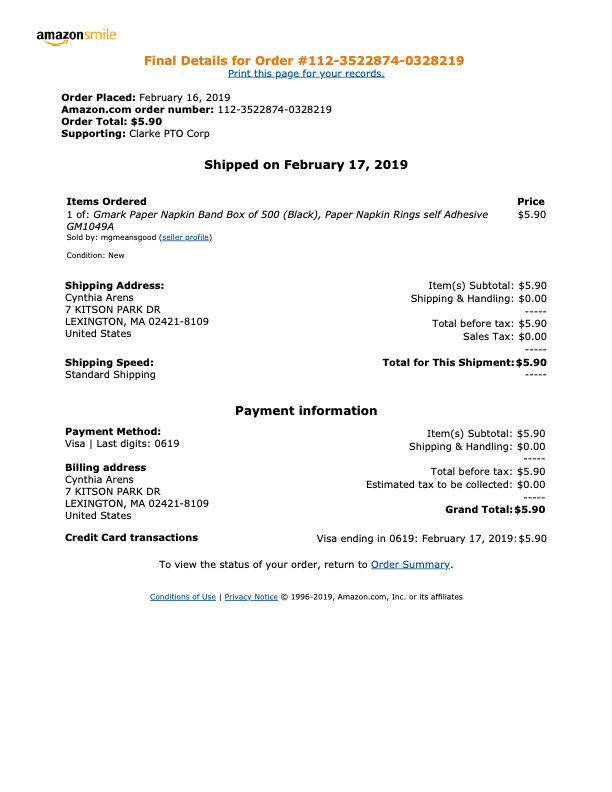 amazonsmile
Final Details for Order #112-3522874-0328219
Print this page for your records.
Order Placed: February 16, 2019
Amazon.com order number: 112-3522874-0328219
Order Total: $5.90
Supporting: Clarke PTO Corp
Shipped on February 17, 2019
Items Ordered Price
1 of: Gmark Paper Napkin Band Box of 500 (Black), Paper Napkin Rings self Adhesive $5.90
GM1049A
Sold by: mgmeansgood (seller profile)
Condition: New
Shipping Address:
Cynthia Arens
7 KITSON PARK DR
LEXINGTON, MA 02421-8109
United States
Shipping Speed:
Standard Shipping
Item(s) Subtotal: $5.90
Shipping & Handling: $0.00
-----
Total before tax: $5.90
Sales Tax: $0.00
-----
Total for This Shipment: $5.90
-----
Payment information
Payment Method:
Visa | Last digits: 0619
Billing address
Cynthia Arens
7 KITSON PARK DR
LEXINGTON, MA 02421-8109
United States
Item(s) Subtotal: $5.90
Shipping & Handling: $0.00
-----
Total before tax: $5.90
Estimated tax to be collected: $0.00
-----
Grand Total: $5.90
Credit Card transactions Visa ending in 0619: February 17, 2019: $5.90
To view the status of your order, return to Order Summary.
Conditions of Use | Privacy Notice © 1996-2019, Amazon.com, Inc. or its affiliates